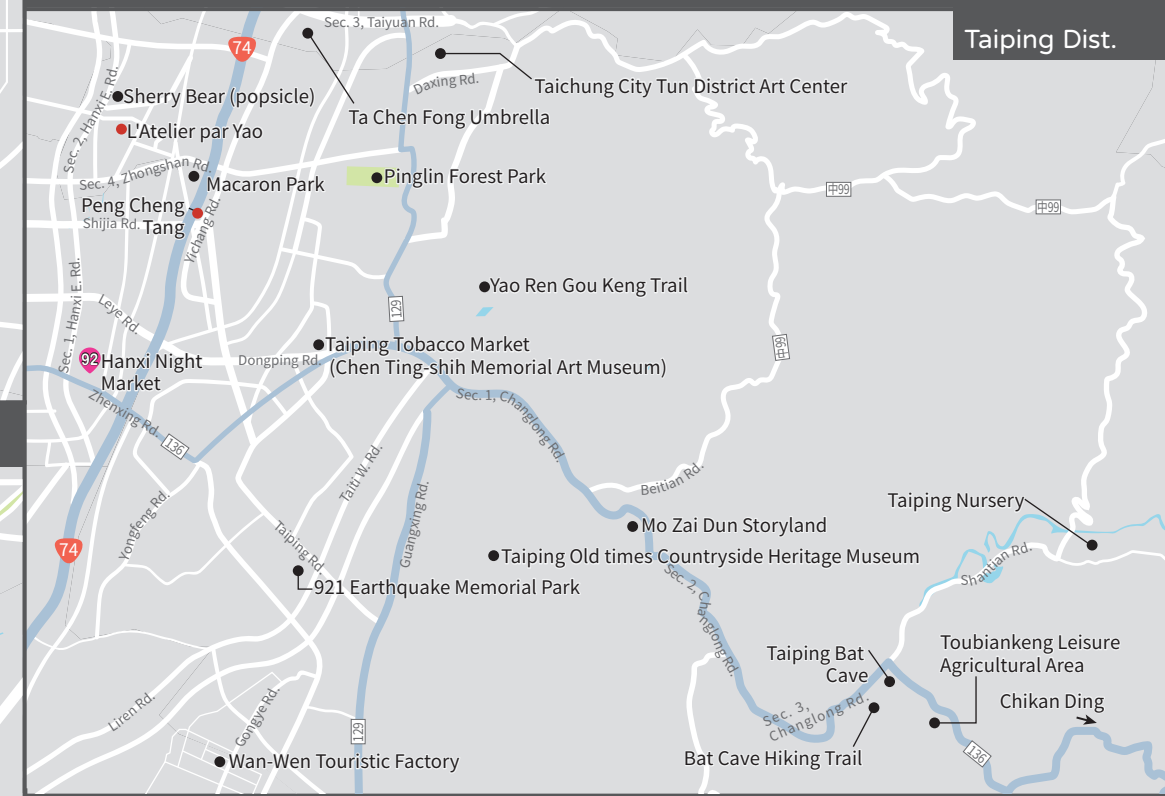 Taiping Dist.
Sec. 3, Taiyuan Rd.
74
Daxing Rd.
Taichung City Tun District Art Center
Sec. 2, Hanxi E. Rd.
Sherry Bear (popsicle)
Ta Chen Fong Umbrella
L'Atelier par Yao
Sec. 4, Zhongshan Rd.
Macaron Park
Pinglin Forest Park
中99
中99
Peng Cheng
Tang
Shijia Rd.
Yichang Rd.
Sec. 1, Hanxi E. Rd.
Leye Rd.
Yao Ren Gou Keng Trail
129
中99
92
Hanxi Night
Market
Dongping Rd.
Taiping Tobacco Market
(Chen Ting-shih Memorial Art Museum)
Zhenxing Rd.
136
Sec. 1, Changlong Rd.
Taiti W. Rd.
Beitian Rd.
Guangxing Rd.
Yongfeng Rd.
Taiping Rd.
Taiping Nursery
Mo Zai Dun Storyland
74
Taiping Old times Countryside Heritage Museum
Shantian Rd.
921 Earthquake Memorial Park
Sec. 2, Changlong Rd.
Toubiankeng Leisure
Agricultural Area
Taiping Bat
Cave
Chikan Ding
Liren Rd.
Gongye Rd.
Sec. 3,
Changlong Rd.
129
136
Bat Cave Hiking Trail
Wan-Wen Touristic Factory